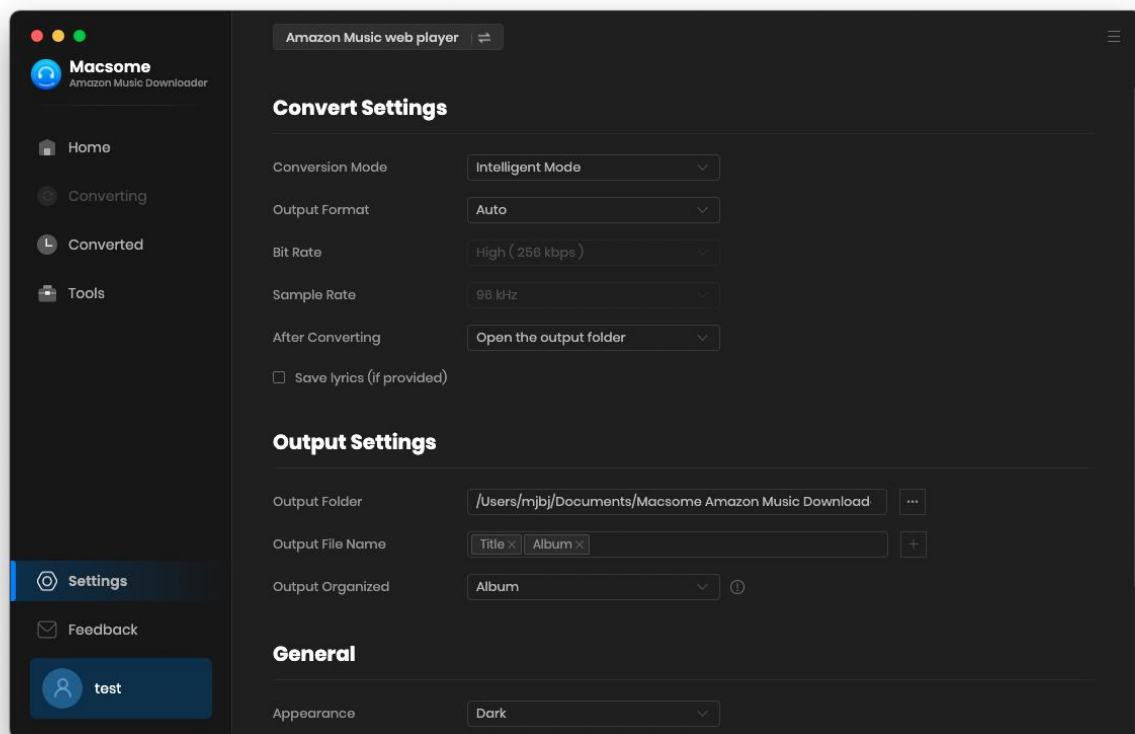 Macsome
Amazon Music Downloader
Home
Converting
Converted
Tools
Settings
Feedback
test
Amazon Music web player
Convert Settings
Conversion Mode Intelligent Mode
Output Format Auto
Bit Rate High ( 256 kbps )
Sample Rate 96 kHz
After Converting Open the output folder
Save lyrics (if provided)
Output Settings
Output Folder /Users/mjbj/Documents/Macsome Amazon Music Download
Output File Name Title Album
Output Organized Album
General
Appearance Dark